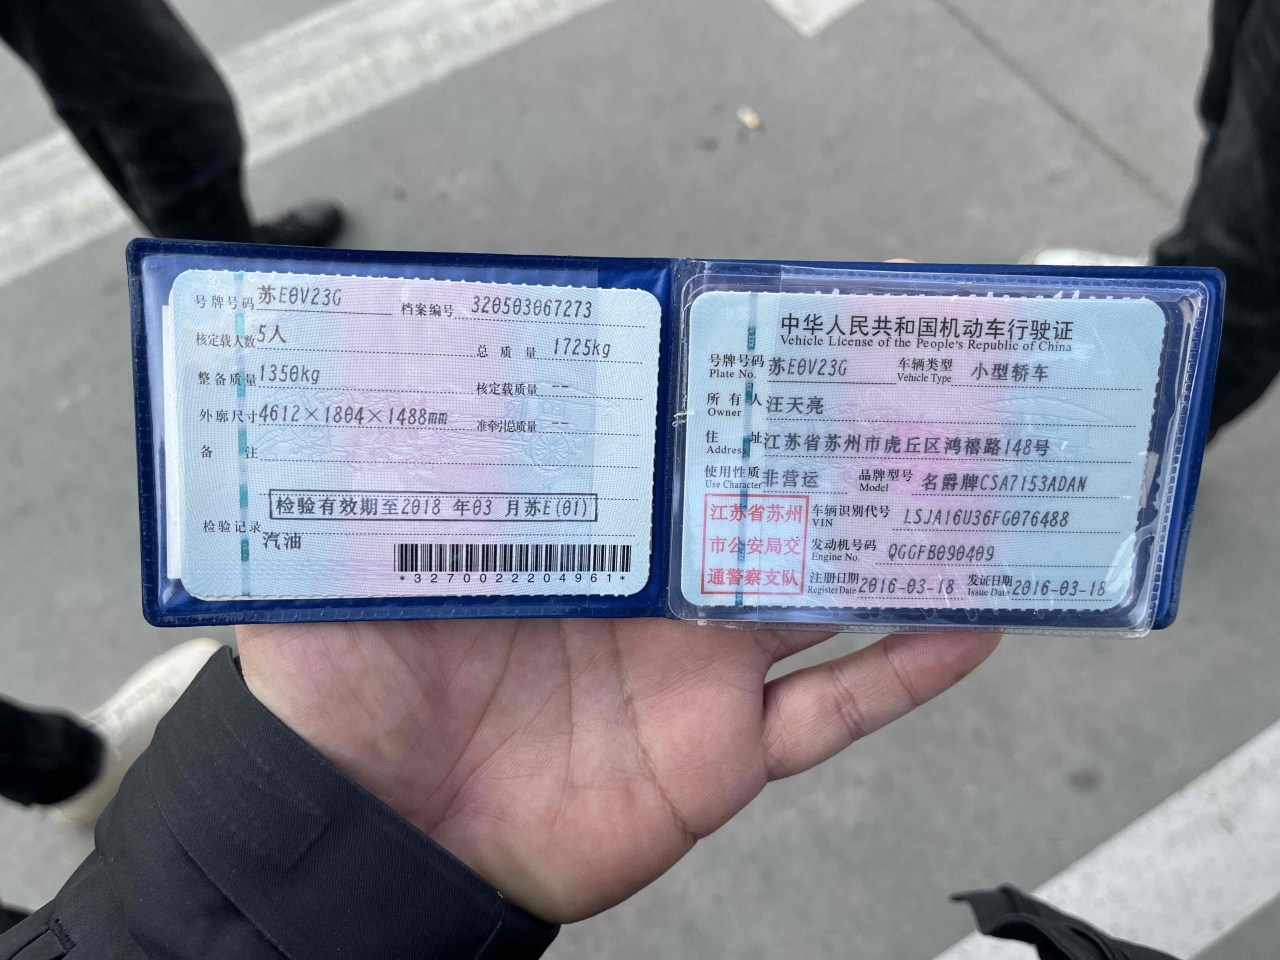 号牌号码 苏E0V23G 档案编号 320503067273
核定载人数 5人 总质量 1725kg
整备质量 1350kg 核定载质量 --
外廓尺寸 4612×1804×1488mm 准牵引总质量 --
备注
检验有效期至2018 年03 月苏E(01)
检验记录
汽油
*3270022204961*
中华人民共和国机动车行驶证
Vehicle License of the People's Republic of China
号牌号码 苏E0V23G 车辆类型 小型轿车
Plate No. Vehicle Type
所有人 汪天亮
Owner
住址 江苏省苏州市虎丘区鸿禧路148号
Address
使用性质 非营运 品牌型号 名爵牌CSA7153ADAN
Use Character Model
江苏省苏州
市公安局交
通警察支队
车辆识别代号 LSJA16U36FG076488
VIN
发动机号码 QGGFB090409
Engine No.
注册日期 2016-03-18 发证日期 2016-03-18
Register Date Issue Date